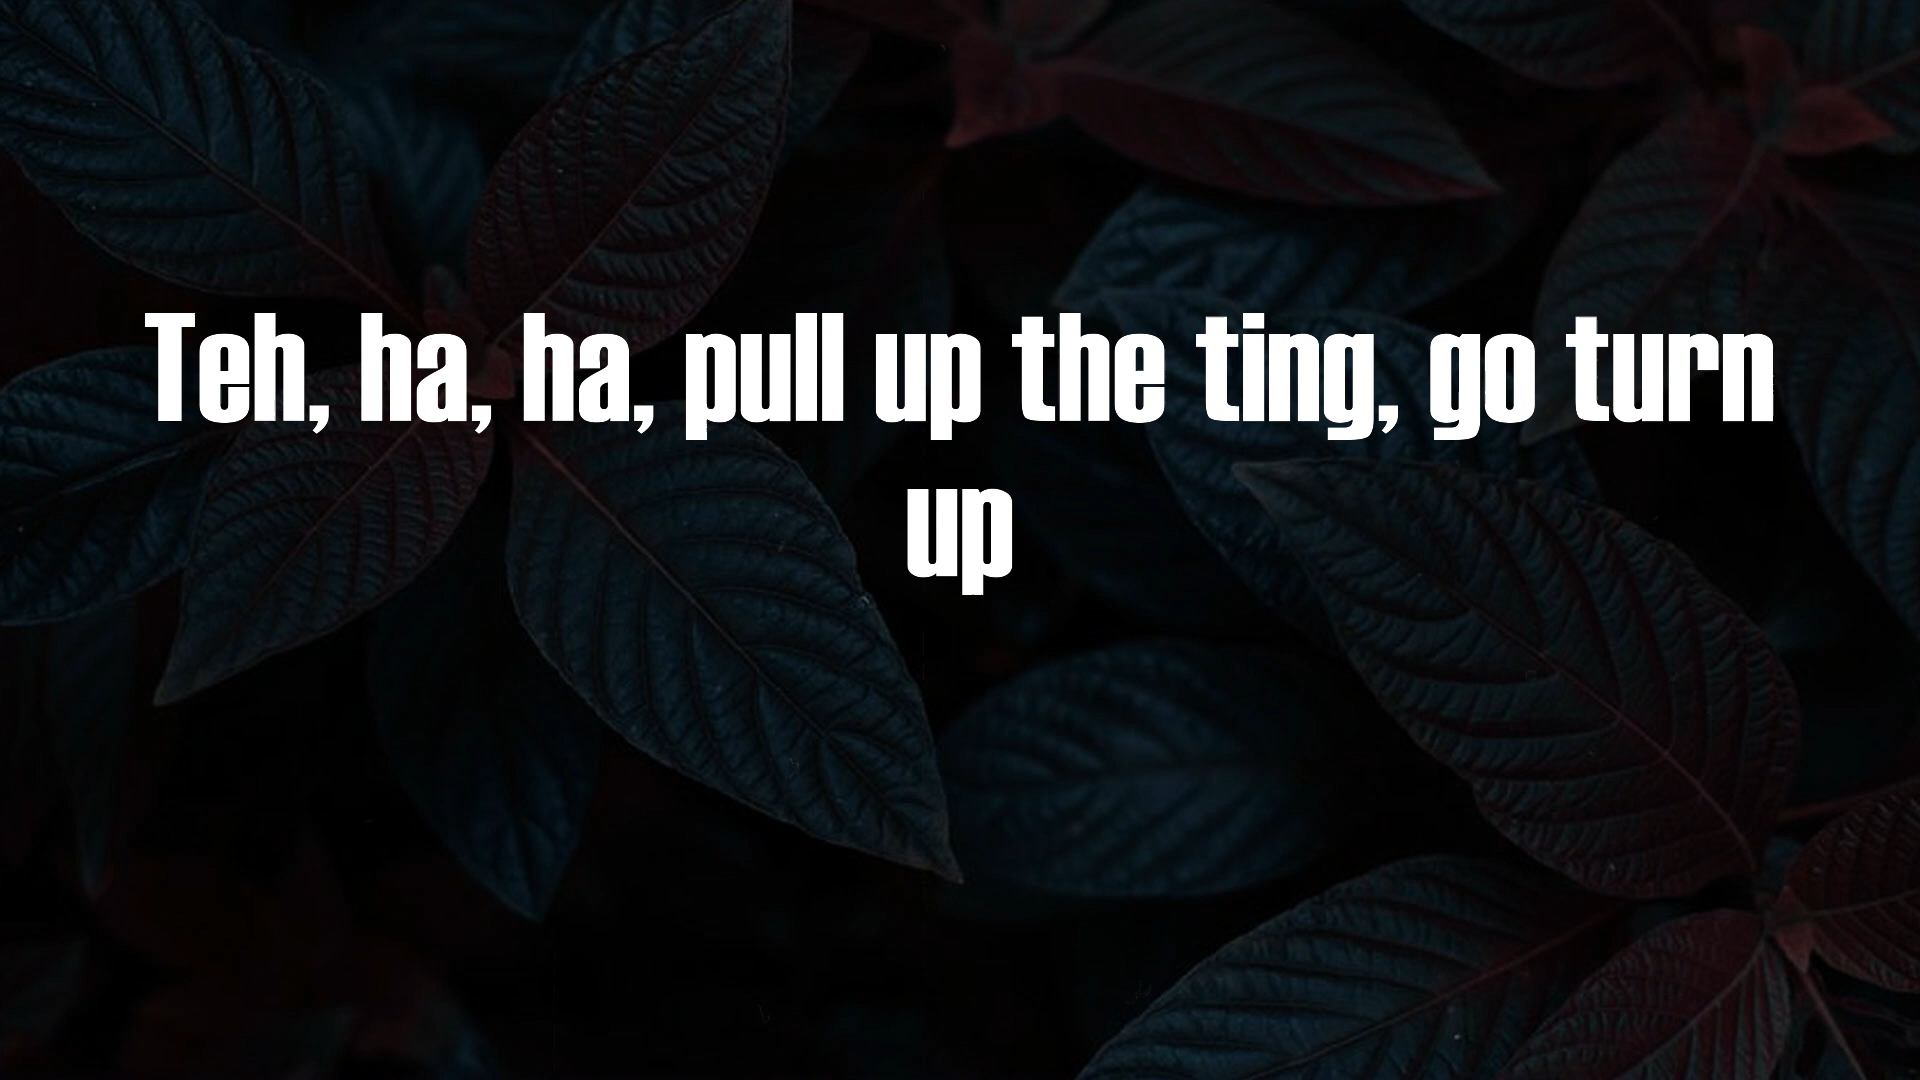 Teh, ha, ha, pull up the ting, go turn
up